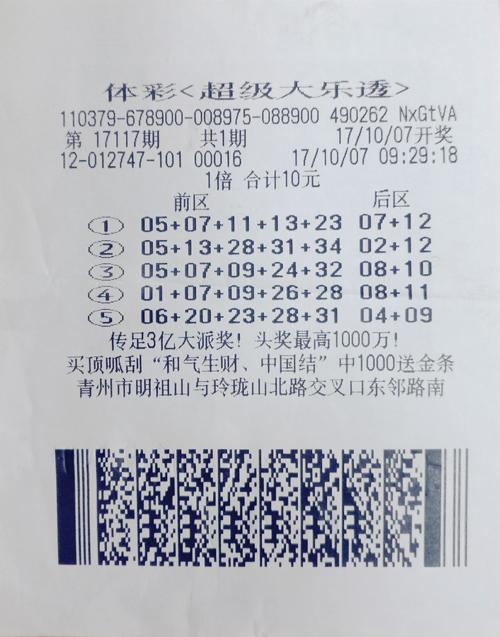 体彩<超级大乐透>
110379-678900-008975-088900 490262 NxGtVA
第 17117期 共1期 17/10/07开奖
12-012747-101 00016 17/10/07 09:29:18
1倍 合计10元
前区 后区
① 05+07+11+13+23 07+12
② 05+13+28+31+34 02+12
③ 05+07+09+24+32 08+10
④ 01+07+09+26+28 08+11
⑤ 06+20+23+28+31 04+09
传足3亿大派奖! 头奖最高1000万!
买顶呱刮“和气生财、中国结”中1000送金条
青州市明祖山与玲珑山北路交叉口东邻路南